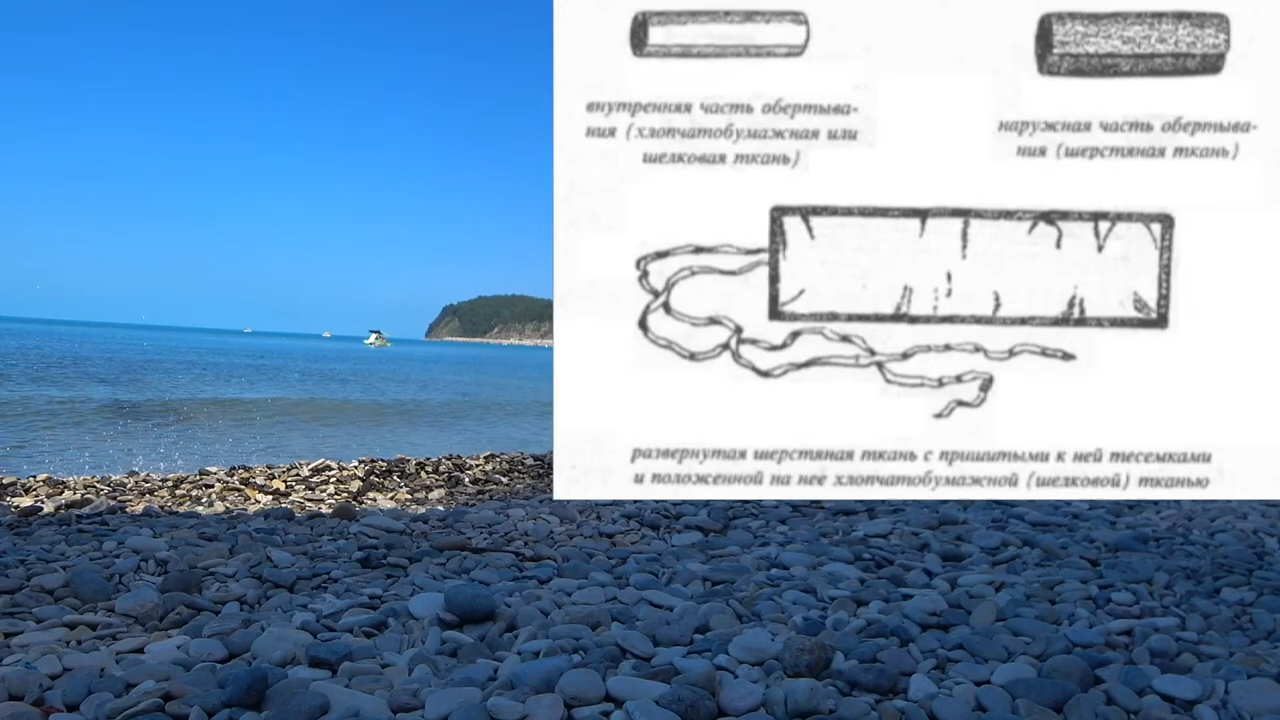 внутренняя часть обертыва-
ния (хлопчатобумажная или
шелковая ткань)
наружная часть обертыва-
ния (шерстяная ткань)
развернутая шерстяная ткань с пришитыми к ней тесемками
и положенной на нее хлопчатобумажной (шелковой) тканью